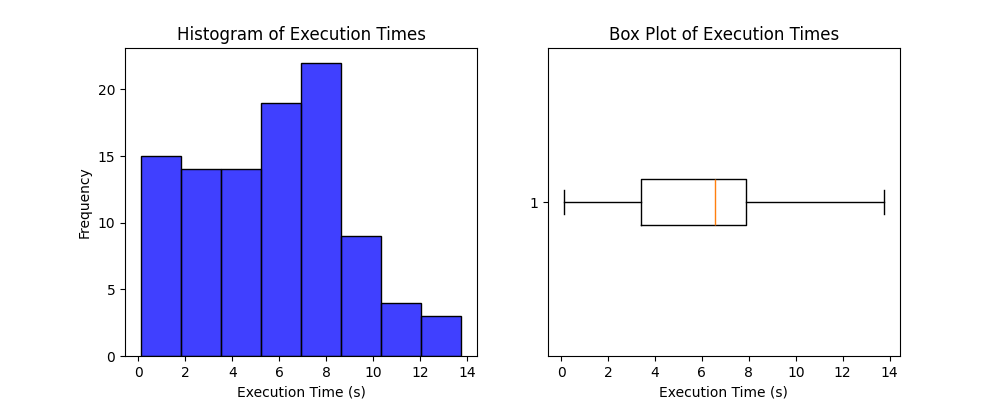 Histogram of Execution Times
20
15
10
5
0
Frequency
0 2 4 6 8 10 12 14
Execution Time (s)
Box Plot of Execution Times
1
0 2 4 6 8 10 12 14
Execution Time (s)